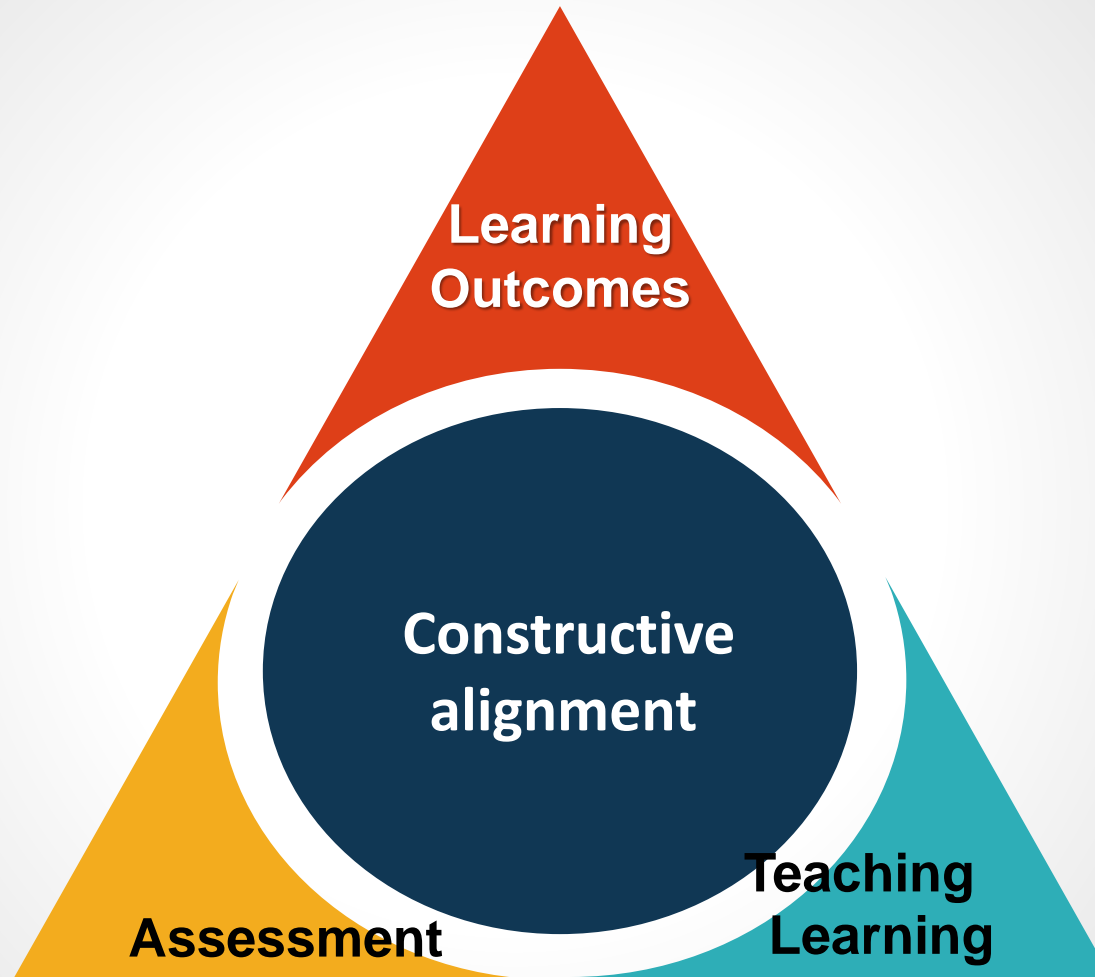 Learning
Outcomes
Constructive
alignment
Teaching
Learning
Assessment